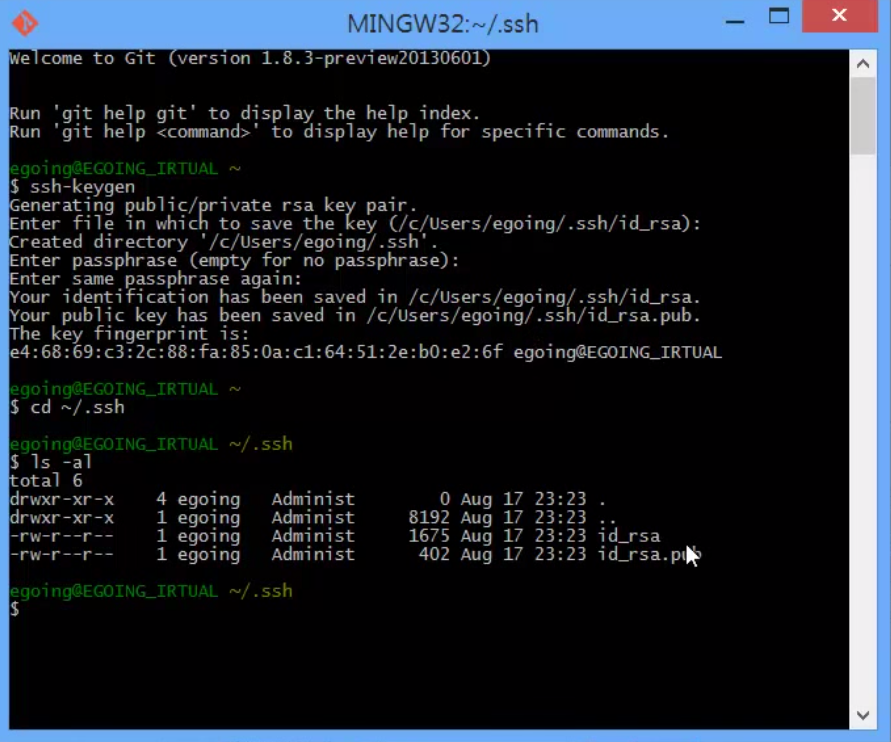 MINGW32:~/.ssh
Welcome to Git (version 1.8.3-preview20130601)
Run 'git help git' to display the help index.
Run 'git help <command>' to display help for specific commands.
egoing@EGOING_IRTUAL ~
$ ssh-keygen
Generating public/private rsa key pair.
Enter file in which to save the key (/c/Users/egoing/.ssh/id_rsa):
Created directory '/c/Users/egoing/.ssh'.
Enter passphrase (empty for no passphrase):
Enter same passphrase again:
Your identification has been saved in /c/Users/egoing/.ssh/id_rsa.
Your public key has been saved in /c/Users/egoing/.ssh/id_rsa.pub.
The key fingerprint is:
e4:68:69:c3:2c:88:fa:85:0a:c1:64:51:2e:b0:e2:6f egoing@EGOING_IRTUAL
egoing@EGOING_IRTUAL ~
$ cd ~/.ssh
egoing@EGOING_IRTUAL ~/.ssh
$ ls -al
total 6
drwxr-xr-x    4 egoing   Administ        0 Aug 17 23:23 .
drwxr-xr-x    1 egoing   Administ     8192 Aug 17 23:23 ..
-rw-r--r--    1 egoing   Administ     1675 Aug 17 23:23 id_rsa
-rw-r--r--    1 egoing   Administ      402 Aug 17 23:23 id_rsa.pub
egoing@EGOING_IRTUAL ~/.ssh
$